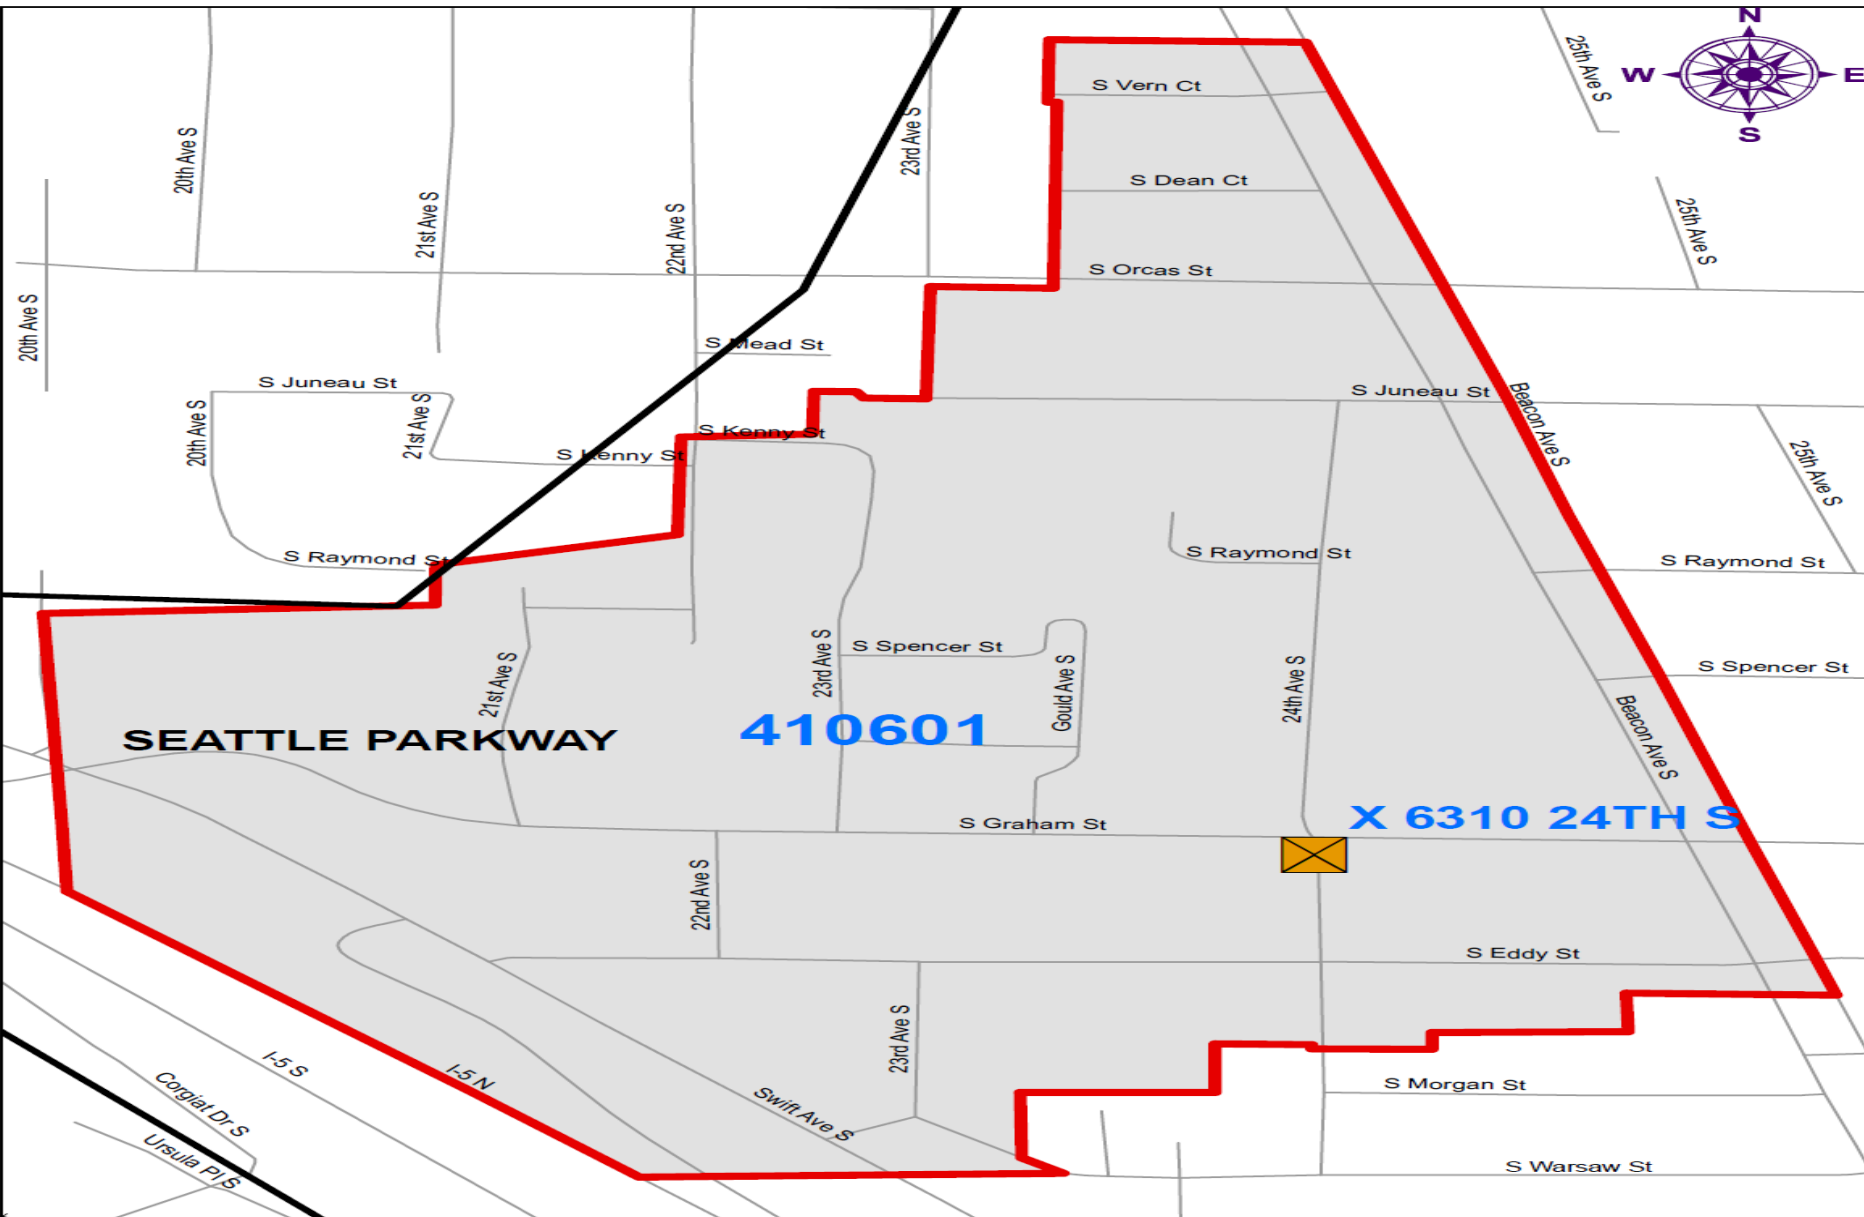 N
W
E
S
25th Ave S
S Vern Ct
23rd Ave S
20th Ave S
S Dean Ct
21st Ave S
22nd Ave S
25th Ave S
S Orcas St
20th Ave S
S Mead St
S Juneau St
S Juneau St
Beacon Ave S
20th Ave S
21st Ave S
S Kenny St
S Kenny St
25th Ave S
S Raymond St
S Raymond St
S Raymond St
S Spencer St
23rd Ave S
21st Ave S
Gould Ave S
24th Ave S
S Spencer St
Beacon Ave S
SEATTLE PARKWAY
410601
X 6310 24TH S
S Graham St
22nd Ave S
S Eddy St
23rd Ave S
I-5 S
I-5 N
Corgiat Dr S
Swift Ave S
S Morgan St
Ursula Pl S
S Warsaw St